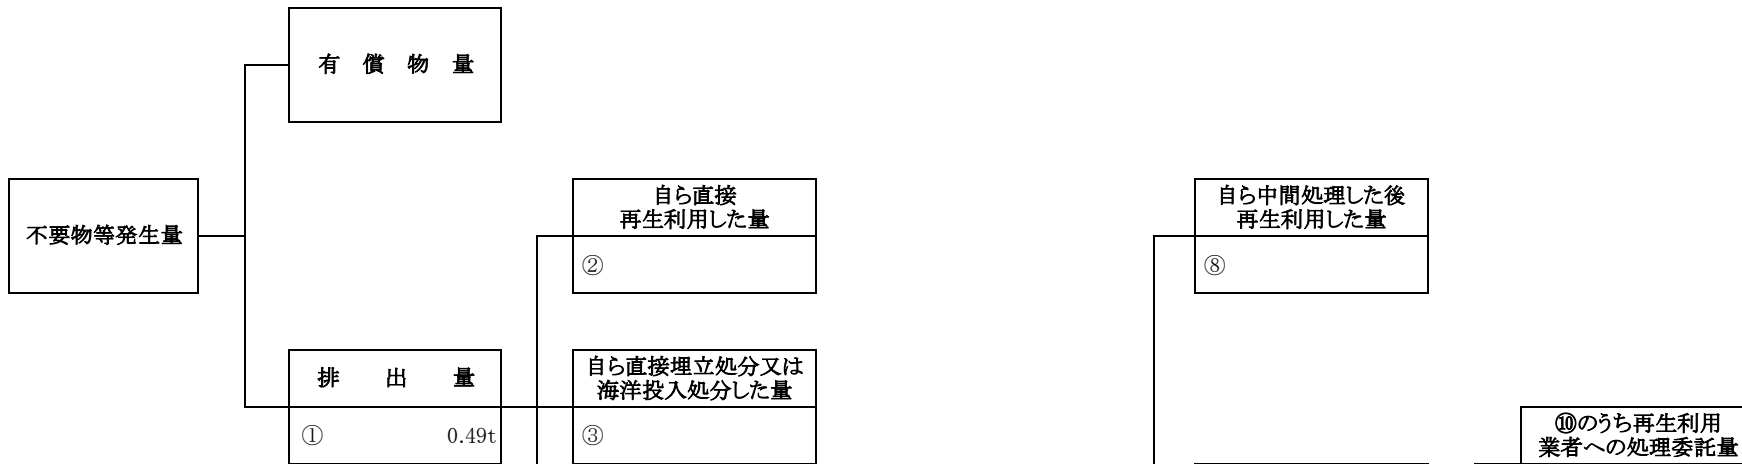 有 償 物 量
不要物等発生量
自ら直接
再生利用した量
②
自ら中間処理した後
再生利用した量
⑧
排 出 量
① 0.49t
自ら直接埋立処分又は
海洋投入処分した量
③
⑩のうち再生利用
業者への処理委託量